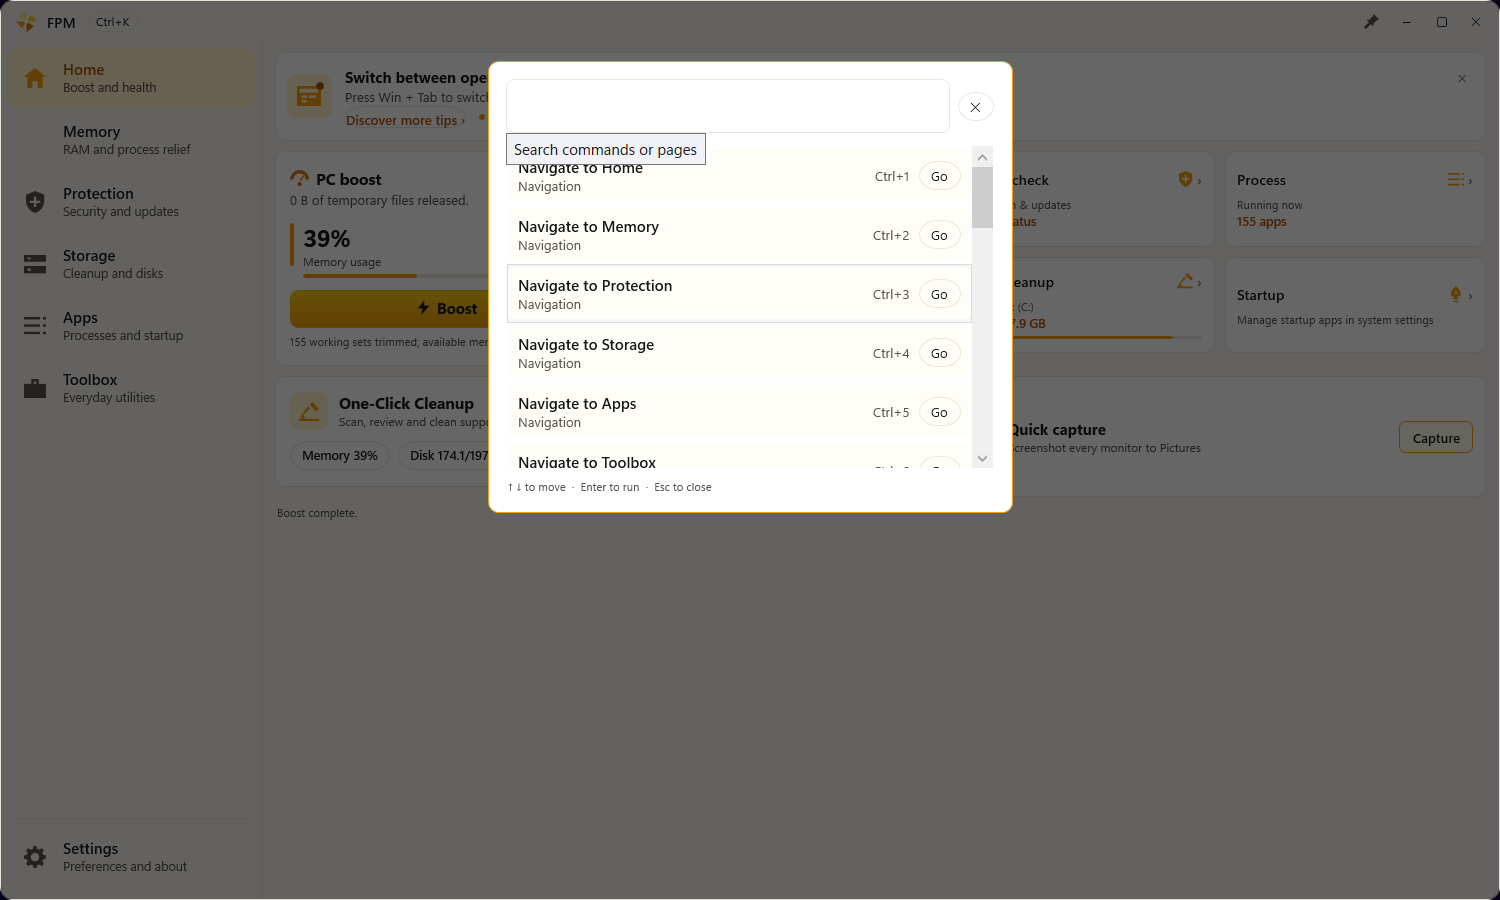 FPM
Ctrl+K
Home
Boost and health
Memory
RAM and process relief
Protection
Security and updates
Storage
Cleanup and disks
Apps
Processes and startup
Toolbox
Everyday utilities
Settings
Preferences and about
Switch between ope
Press Win + Tab to switc
Discover more tips ›
PC boost
0 B of temporary files released.
39%
Memory usage
Boost
155 working sets trimmed; available mem
One-Click Cleanup
Scan, review and clean suppo
Memory 39%
Disk 174.1/197
Boost complete.
Search commands or pages
Navigate to Home
Navigation
Ctrl+1
Go
Navigate to Memory
Navigation
Ctrl+2
Go
Navigate to Protection
Navigation
Ctrl+3
Go
Navigate to Storage
Navigation
Ctrl+4
Go
Navigate to Apps
Navigation
Ctrl+5
Go
Navigate to Toolbox
↑↓ to move · Enter to run · Esc to close
check
& updates
atus
Process
Running now
155 apps
eanup
(C:)
7.9 GB
Startup
Manage startup apps in system settings
Quick capture
Screenshot every monitor to Pictures
Capture